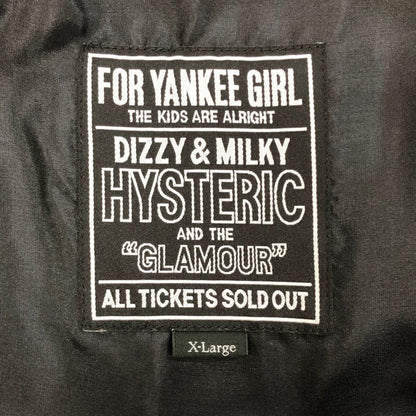 FOR YANKEE GIRL
THE KIDS ARE ALRIGHT
DIZZY & MILKY
HYSTERIC
AND THE
"GLAMOUR"
ALL TICKETS SOLD OUT
X-Large